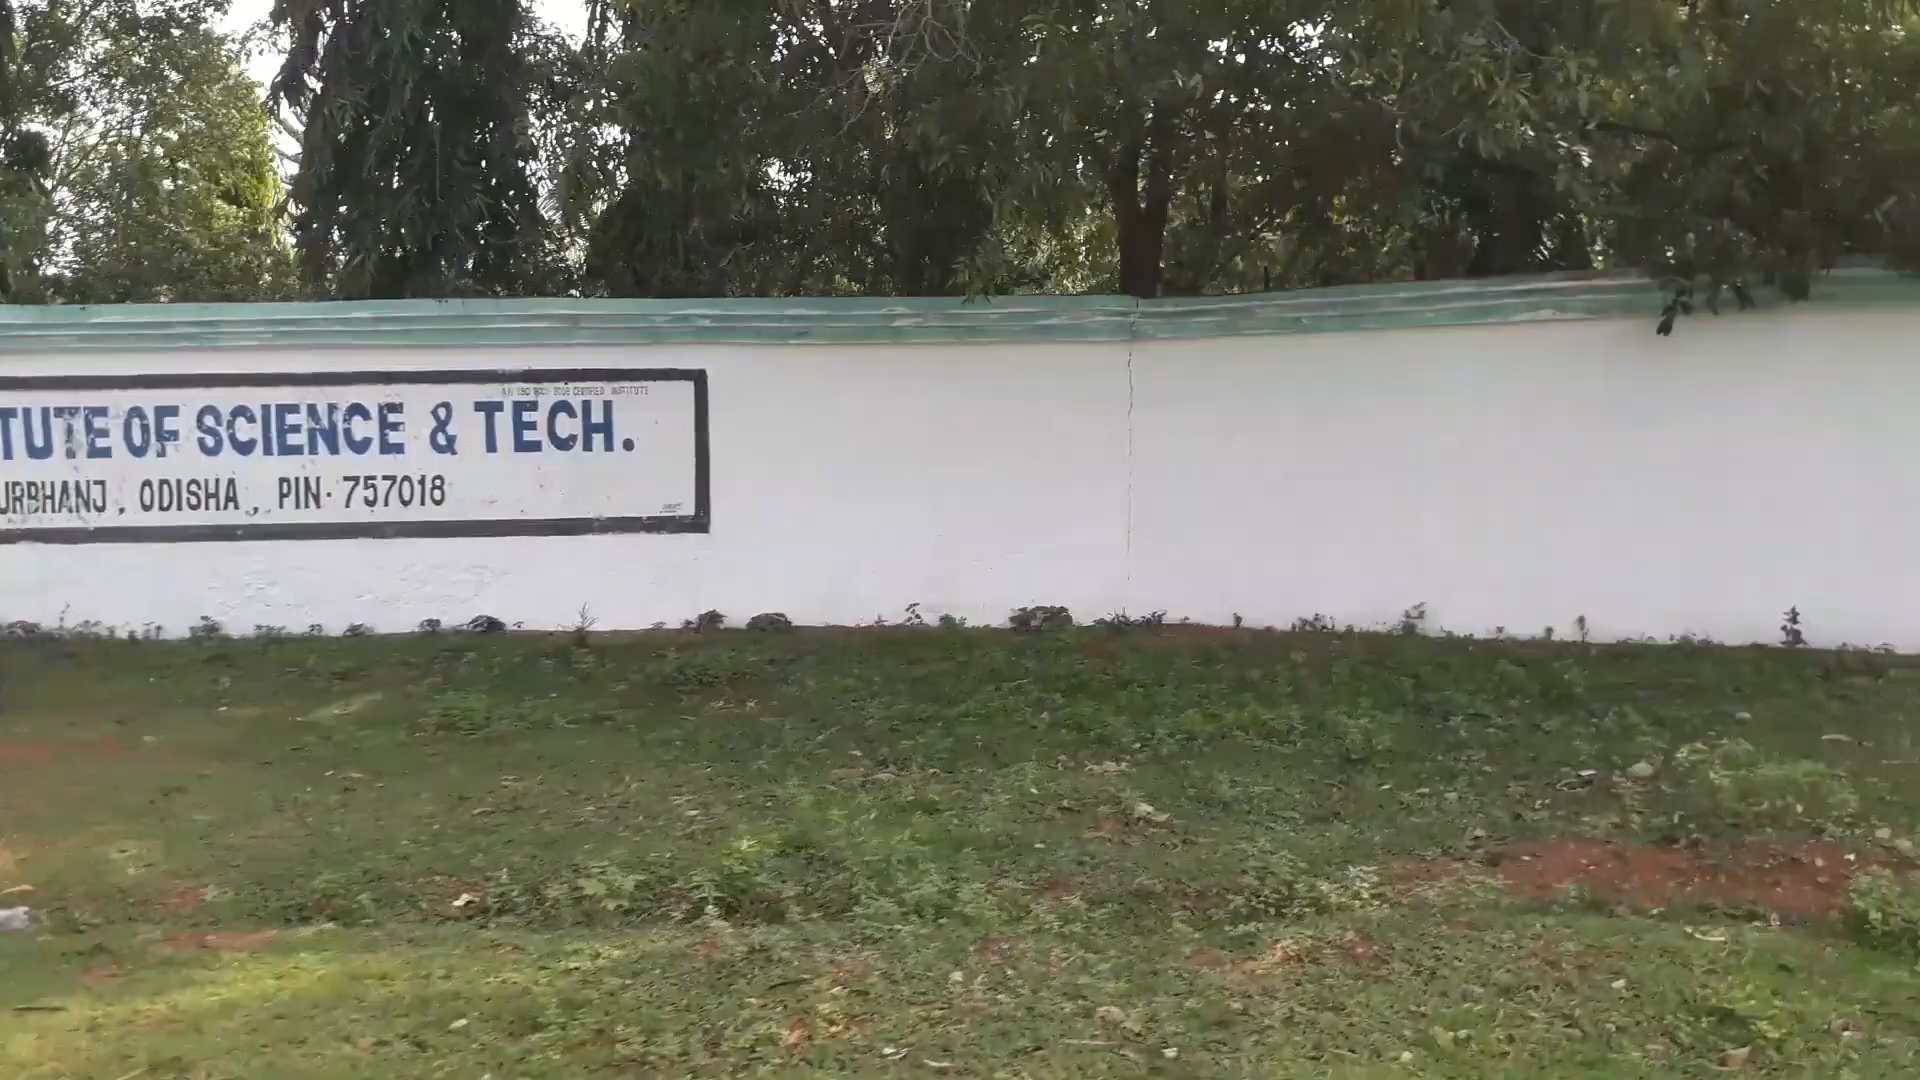 AN ISO 9001-2008 CERTIFIED INSTITUTE
TUTE OF SCIENCE & TECH.
URBHANJ, ODISHA, PIN- 757018